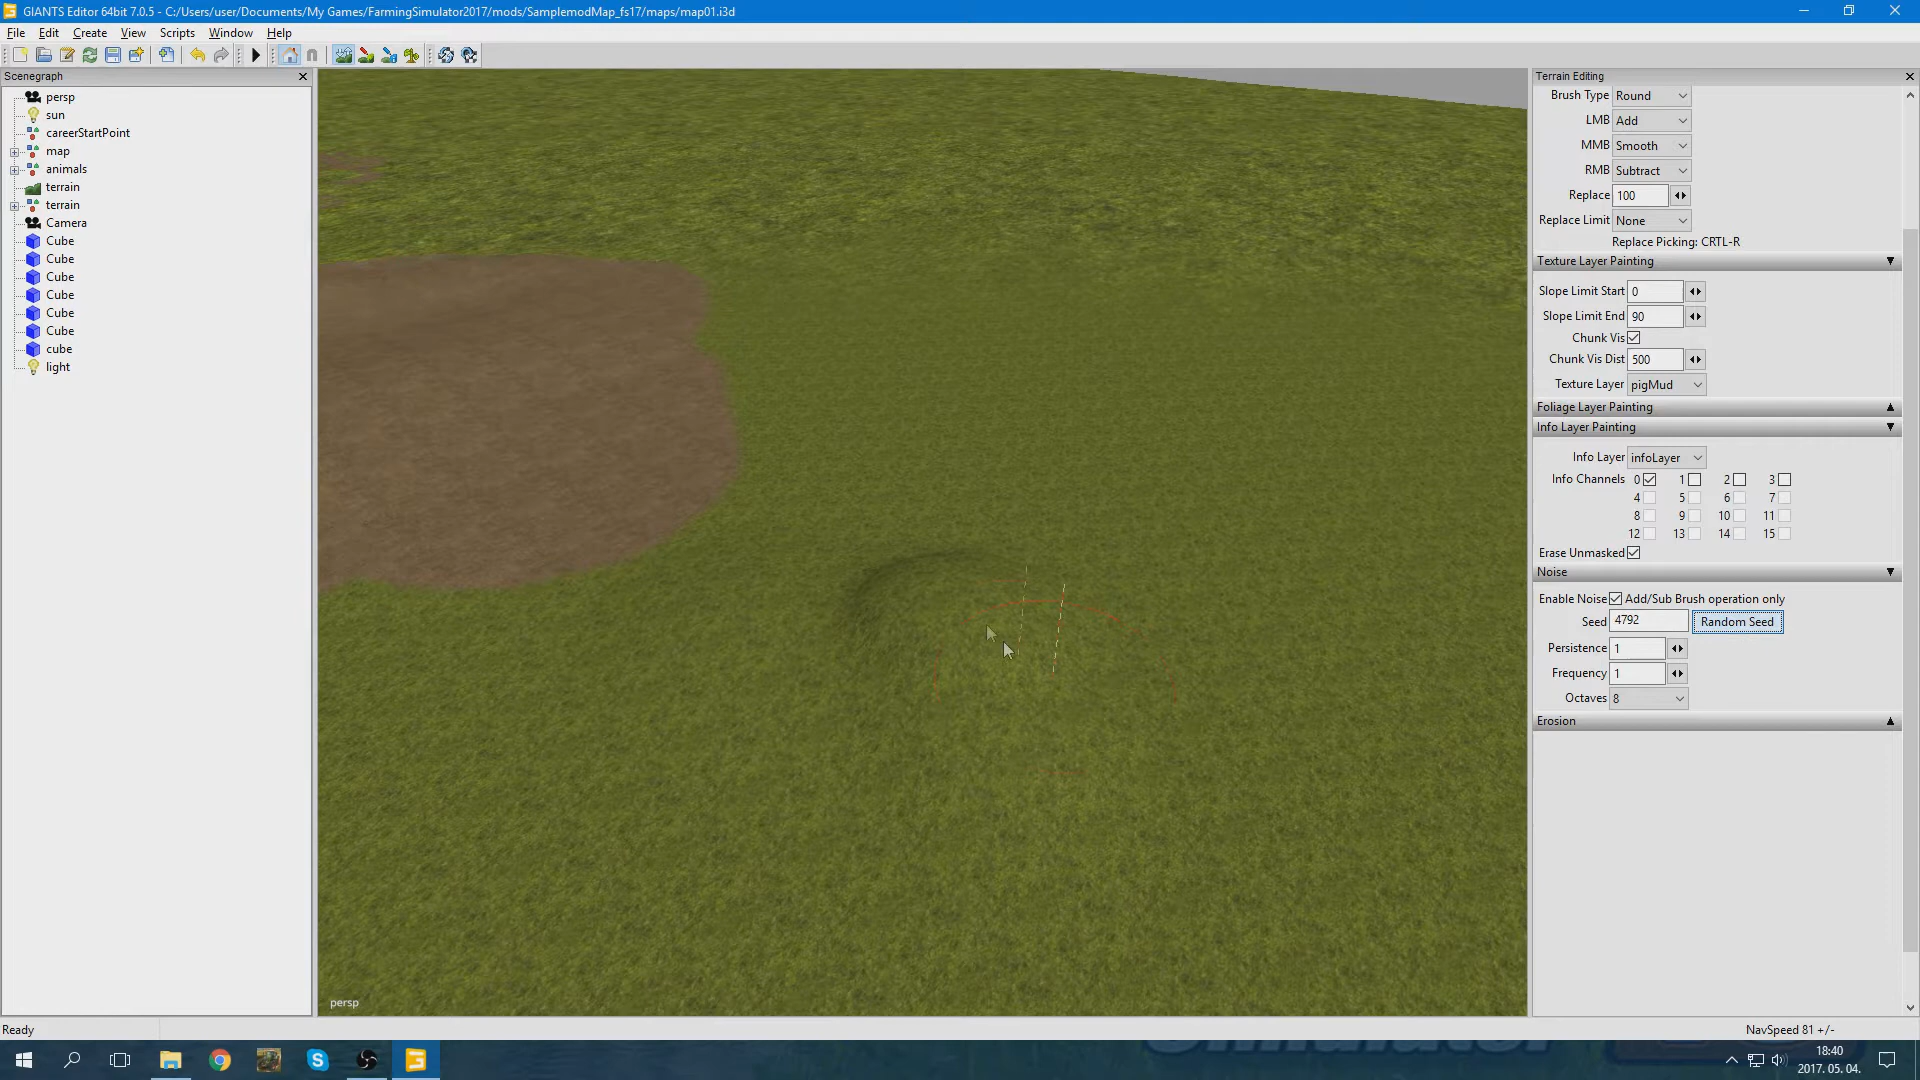 GIANTS Editor 64bit 7.0.5 - C:/Users/user/Documents/My Games/FarmingSimulator2017/mods/SamplemodMap_fs17/maps/map01.i3d
File Edit Create View Scripts Window Help
Scenegraph
persp
sun
careerStartPoint
map
animals
terrain
terrain
Camera
Cube
Cube
Cube
Cube
Cube
Cube
cube
light
persp
Terrain Editing
Brush Type Round
LMB Add
MMB Smooth
RMB Subtract
Replace 100
Replace Limit None
Replace Picking: CRTL-R
Texture Layer Painting
Slope Limit Start 0
Slope Limit End 90
Chunk Vis
Chunk Vis Dist 500
Texture Layer pigMud
Foliage Layer Painting
Info Layer Painting
Info Layer infoLayer
Info Channels 0 1 2 3
4 5 6 7
8 9 10 11
12 13 14 15
Erase Unmasked
Noise
Enable Noise Add/Sub Brush operation only
Seed 4792 Random Seed
Persistence 1
Frequency 1
Octaves 8
Erosion
Ready
NavSpeed 81 +/-
18:40
2017. 05. 04.